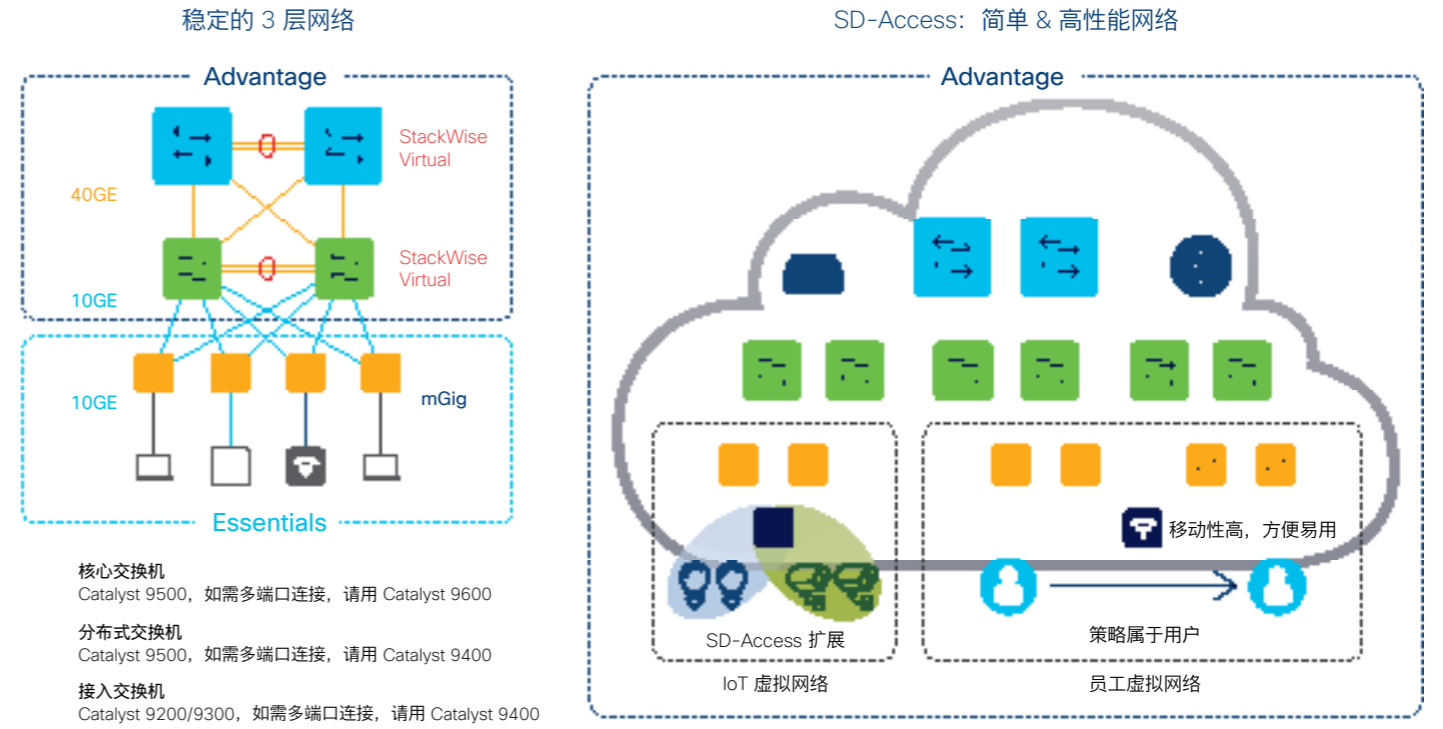 稳定的 3 层网络
Advantage
StackWise
Virtual
40GE
StackWise
Virtual
10GE
10GE
mGig
Essentials
核心交换机
Catalyst 9500，如需多端口连接，请用 Catalyst 9600
分布式交换机
Catalyst 9500，如需多端口连接，请用 Catalyst 9400
接入交换机
Catalyst 9200/9300，如需多端口连接，请用 Catalyst 9400
SD-Access：简单 & 高性能网络
Advantage
移动性高，方便易用
SD-Access 扩展
策略属于用户
IoT 虚拟网络
员工虚拟网络